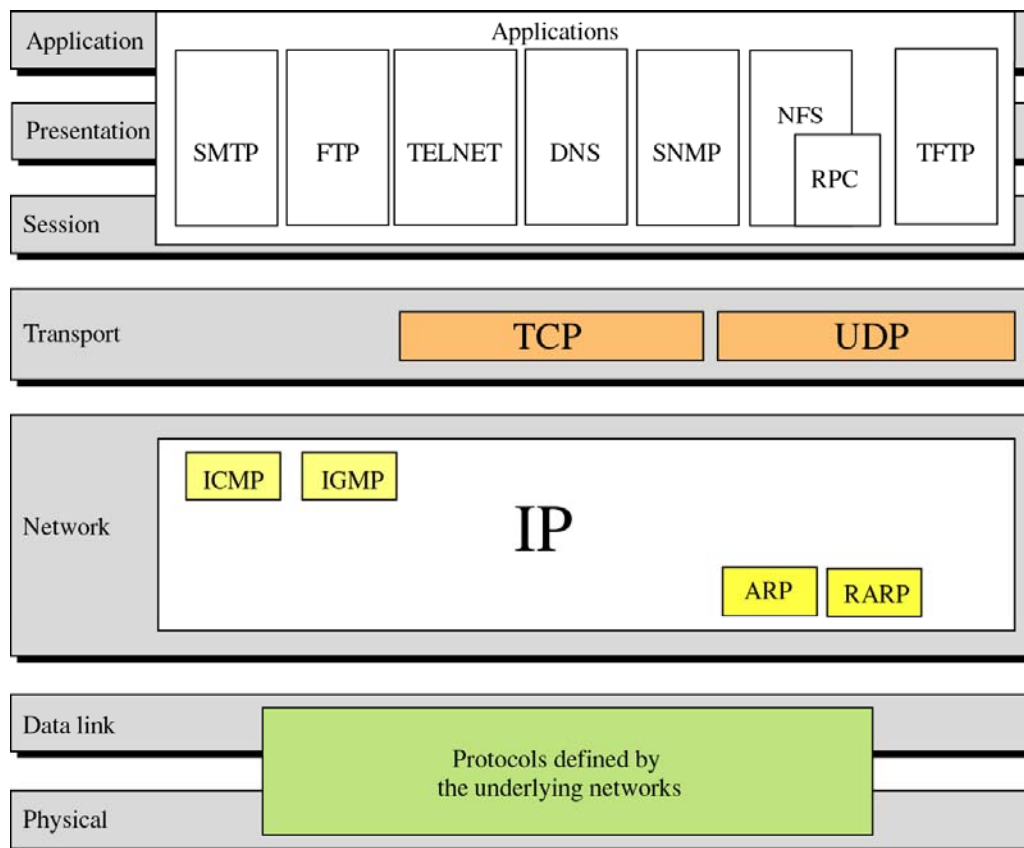 Application
Applications
Presentation
SMTP
FTP
TELNET
DNS
SNMP
NFS
RPC
TFTP
Session
Transport
TCP
UDP
Network
ICMP
IGMP
IP
ARP
RARP
Data link
Protocols defined by
the underlying networks
Physical